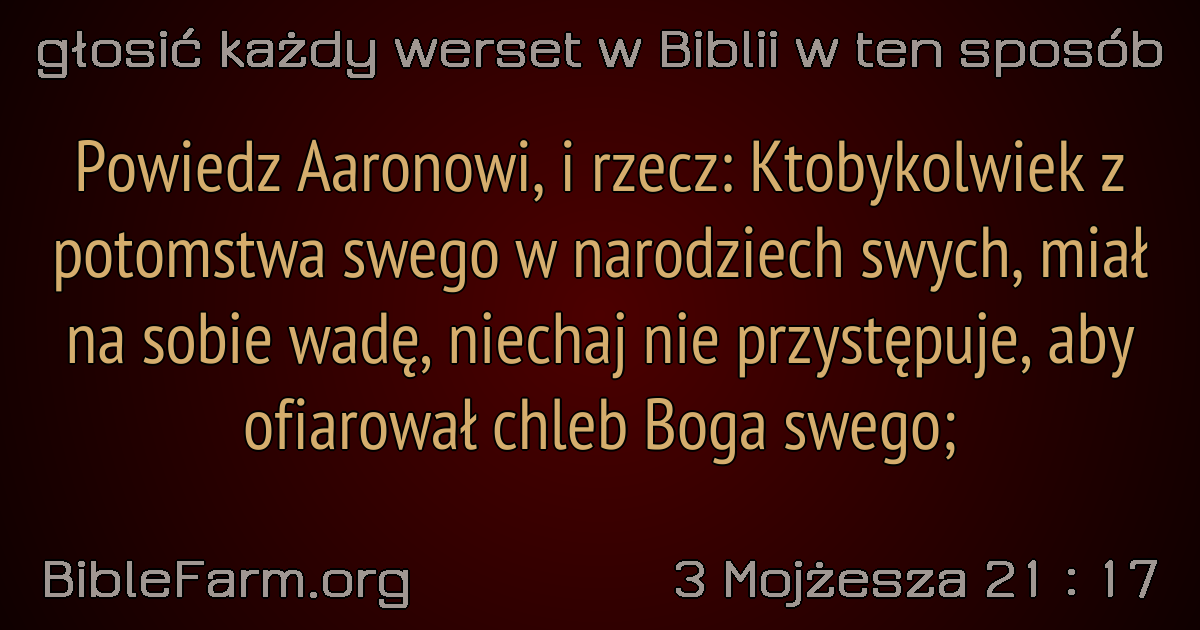 głosić każdy werset w Biblii w ten sposób
Powiedz Aaronowi, i rzecz: Ktobykolwiek z
potomstwa swego w narodziech swych, miał
na sobie wadę, niechaj nie przystępuje, aby
ofiarował chleb Boga swego;
BibleFarm.org
3 Mojżesza 21 : 17